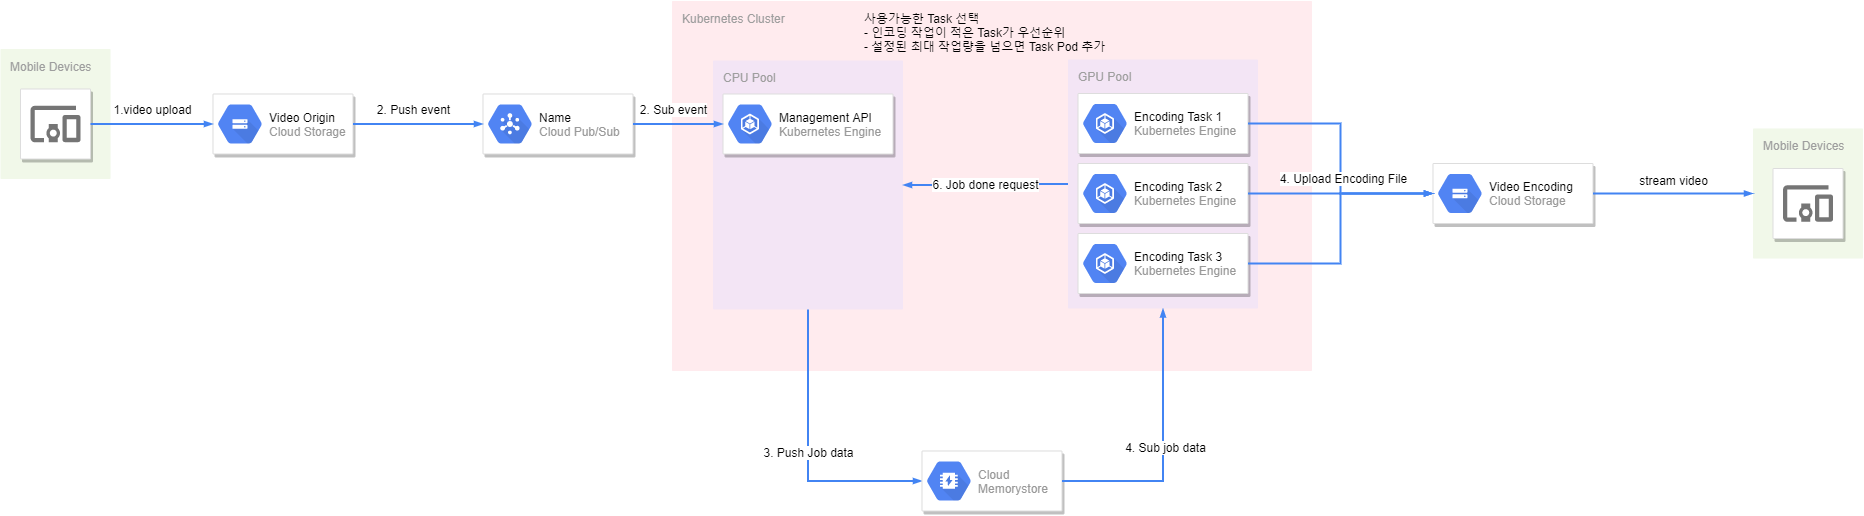 Kubernetes Cluster
사용가능한 Task 선택
- 인코딩 작업이 적은 Task가 우선순위
- 설정된 최대 작업량을 넘으면 Task Pod 추가
Mobile Devices
1.video upload
Video Origin
Cloud Storage
2. Push event
Name
Cloud Pub/Sub
2. Sub event
CPU Pool
Management API
Kubernetes Engine
6. Job done request
GPU Pool
Encoding Task 1
Kubernetes Engine
Encoding Task 2
Kubernetes Engine
Encoding Task 3
Kubernetes Engine
4. Upload Encoding File
Video Encoding
Cloud Storage
stream video
Mobile Devices
3. Push Job data
Cloud
Memorystore
4. Sub job data